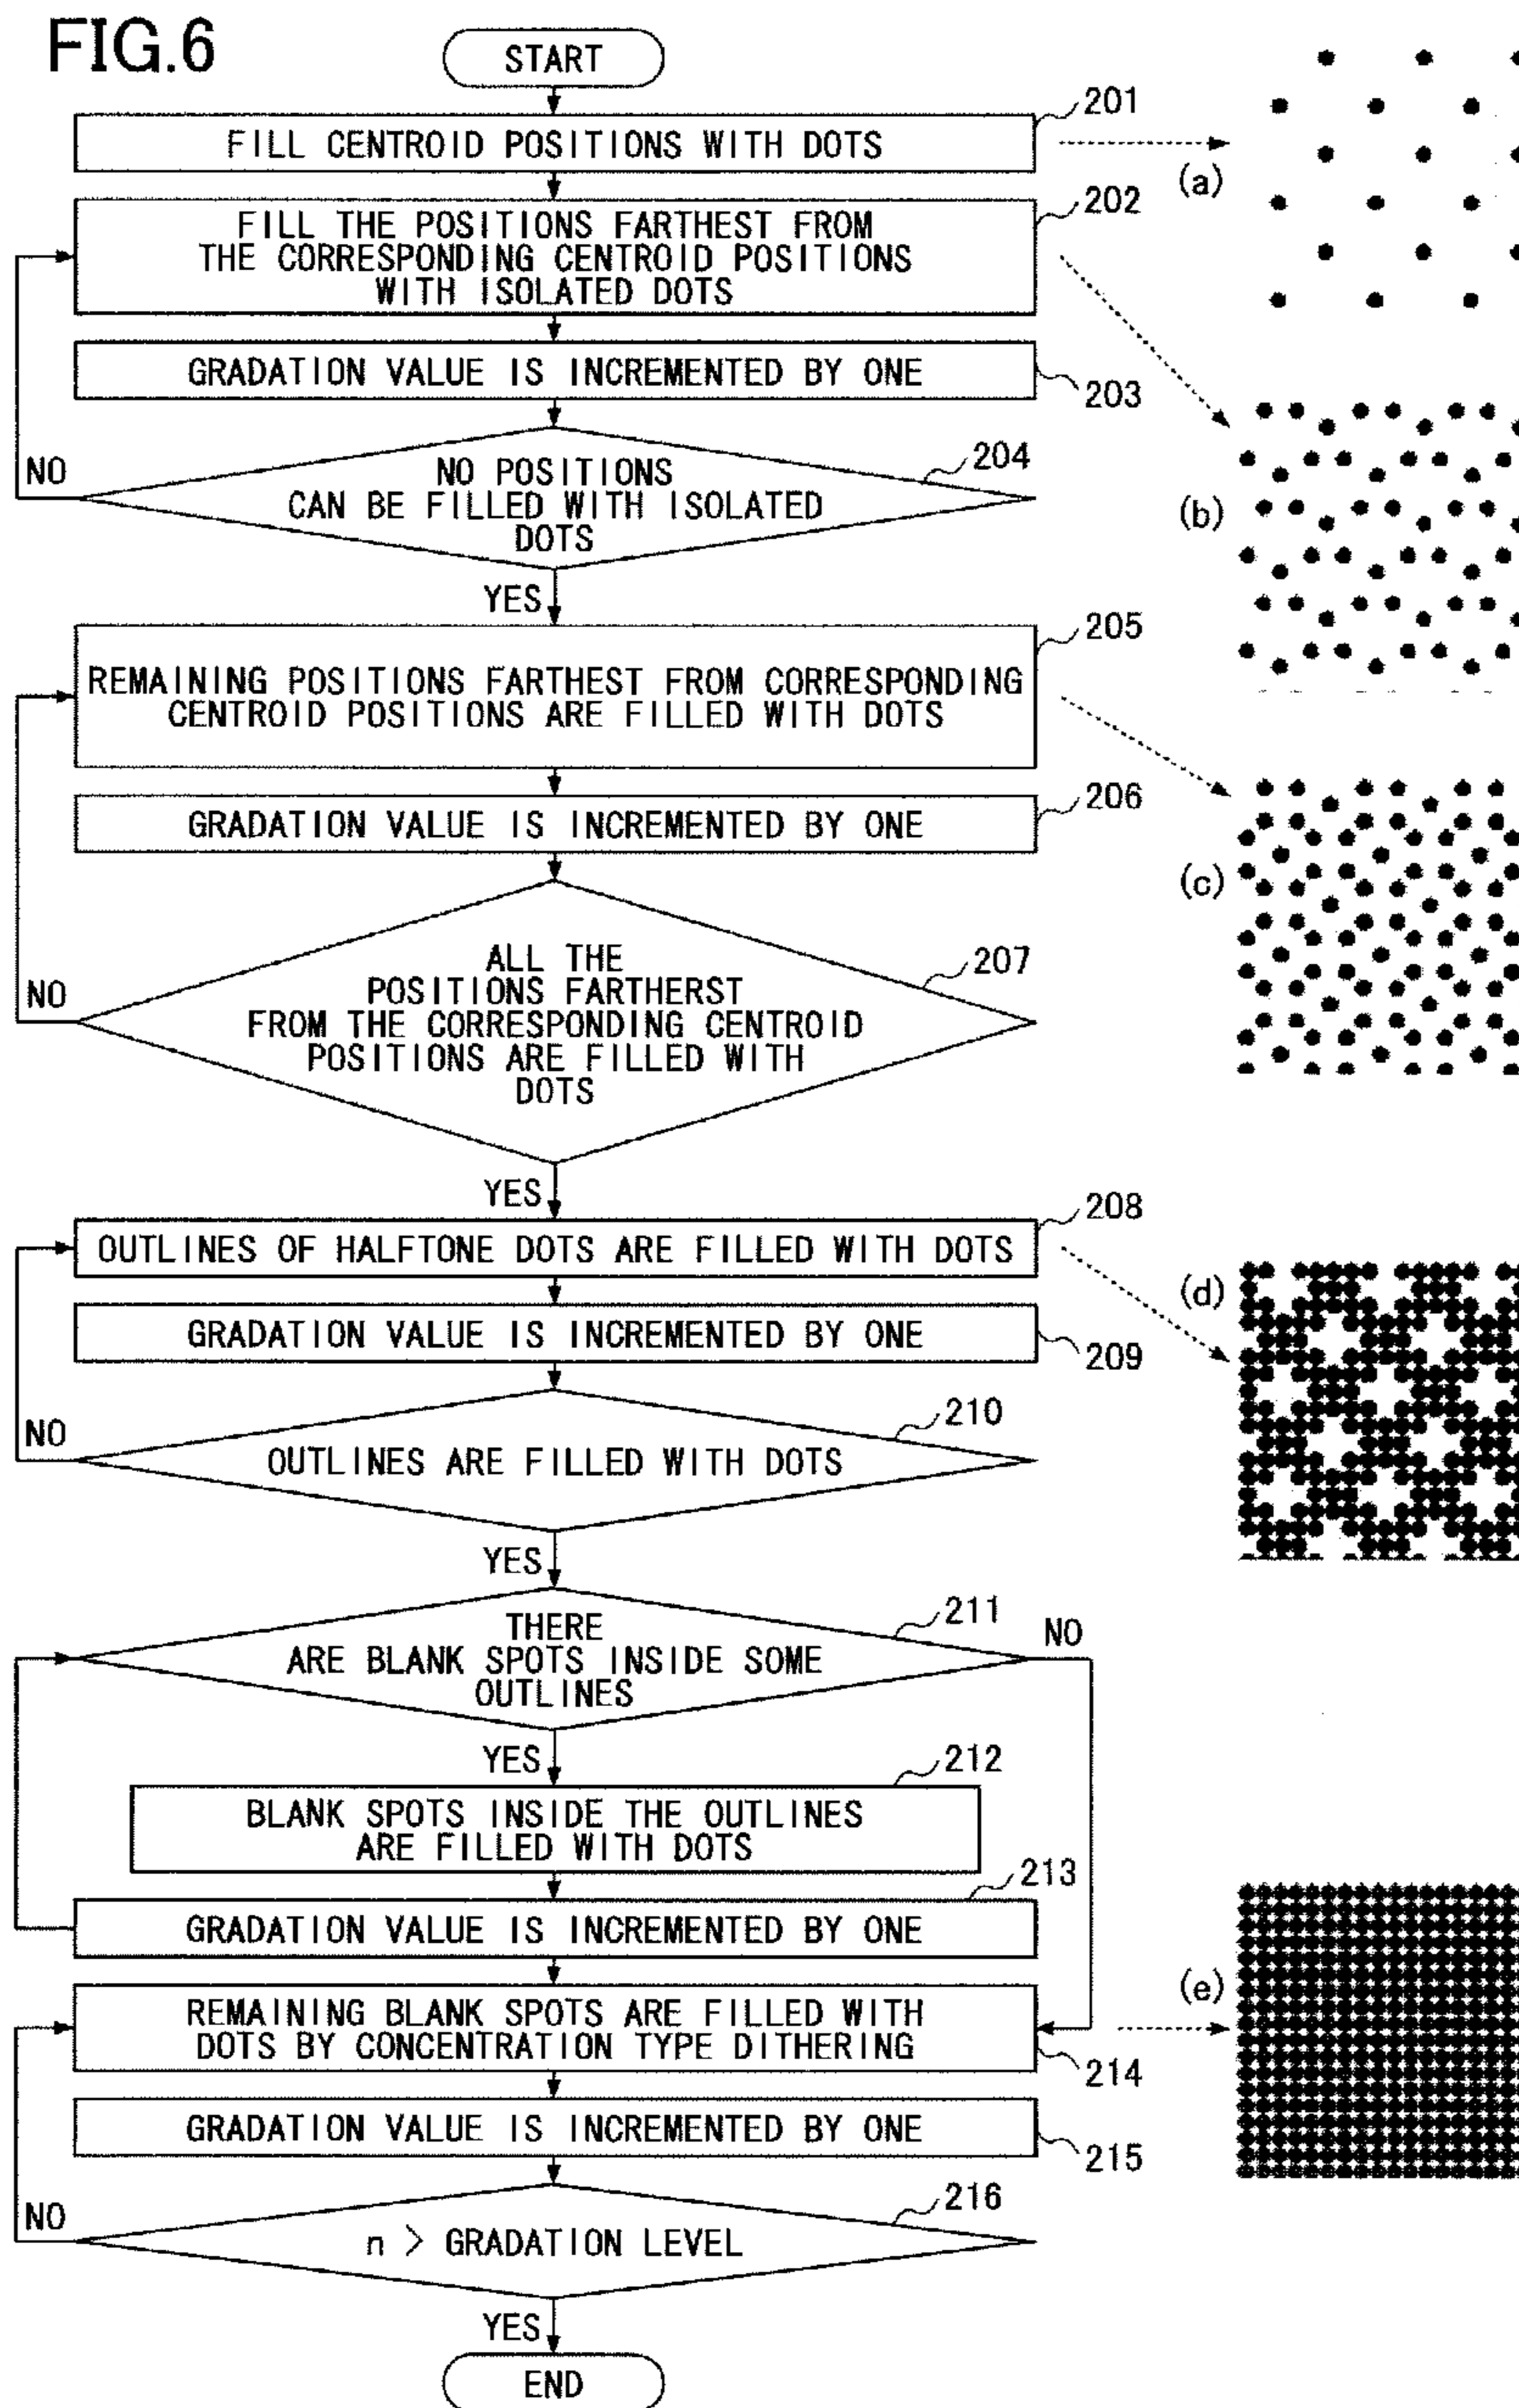 FIG.6
START
201
FILL CENTROID POSITIONS WITH DOTS
(a)
202
FILL THE POSITIONS FARTHEST FROM
THE CORRESPONDING CENTROID POSITIONS
WITH ISOLATED DOTS
GRADATION VALUE IS INCREMENTED BY ONE
203
204
NO POSITIONS
CAN BE FILLED WITH ISOLATED
DOTS
NO
(b)
YES
205
REMAINING POSITIONS FARTHEST FROM CORRESPONDING
CENTROID POSITIONS ARE FILLED WITH DOTS
206
GRADATION VALUE IS INCREMENTED BY ONE
(c)
207
ALL THE
POSITIONS FARTHERST
FROM THE CORRESPONDING CENTROID
POSITIONS ARE FILLED WITH
DOTS
NO
YES
208
OUTLINES OF HALFTONE DOTS ARE FILLED WITH DOTS
(d)
GRADATION VALUE IS INCREMENTED BY ONE
209
210
NO
OUTLINES ARE FILLED WITH DOTS
YES
211
THERE
ARE BLANK SPOTS INSIDE SOME
OUTLINES
NO
YES
212
BLANK SPOTS INSIDE THE OUTLINES
ARE FILLED WITH DOTS
213
GRADATION VALUE IS INCREMENTED BY ONE
REMAINING BLANK SPOTS ARE FILLED WITH
DOTS BY CONCENTRATION TYPE DITHERING
214
(e)
GRADATION VALUE IS INCREMENTED BY ONE
215
216
NO
n > GRADATION LEVEL
YES
END